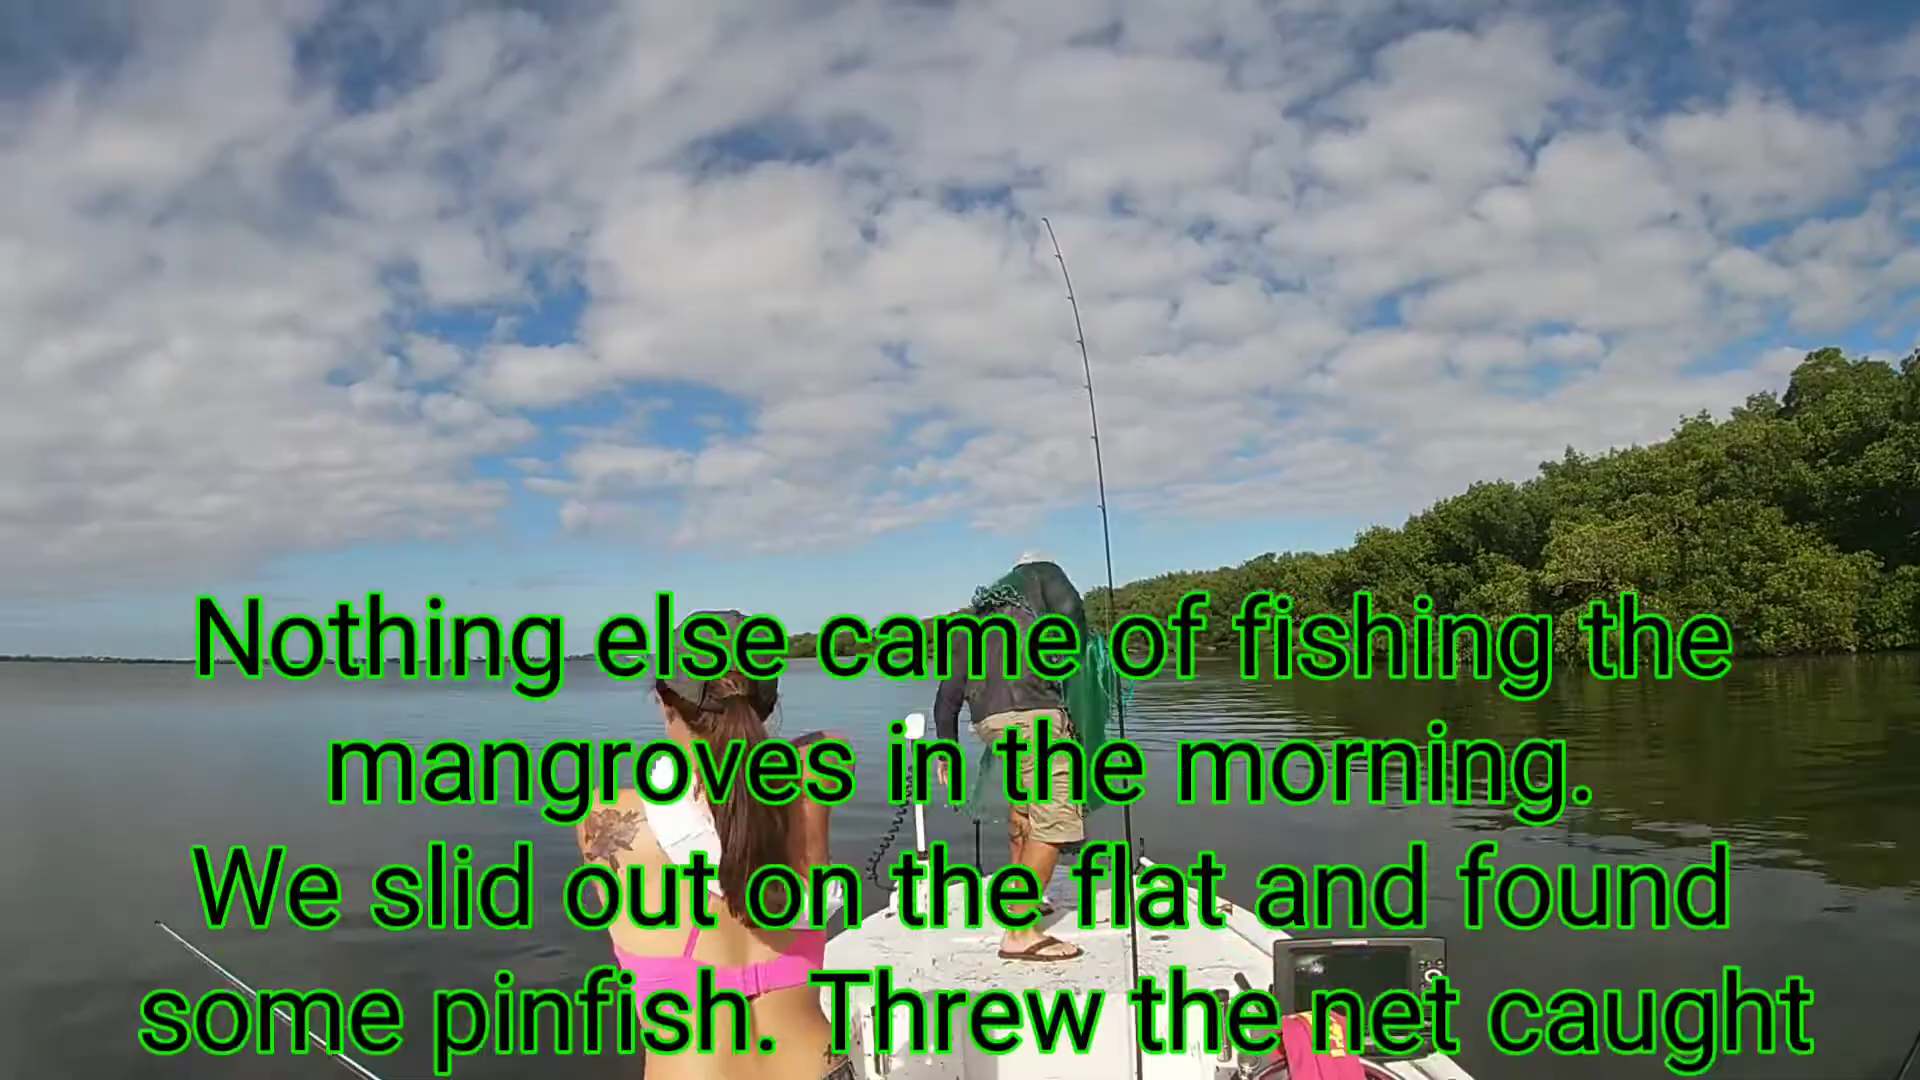 Nothing else came of fishing the
mangroves in the morning.
We slid out on the flat and found
some pinfish. Threw the net caught